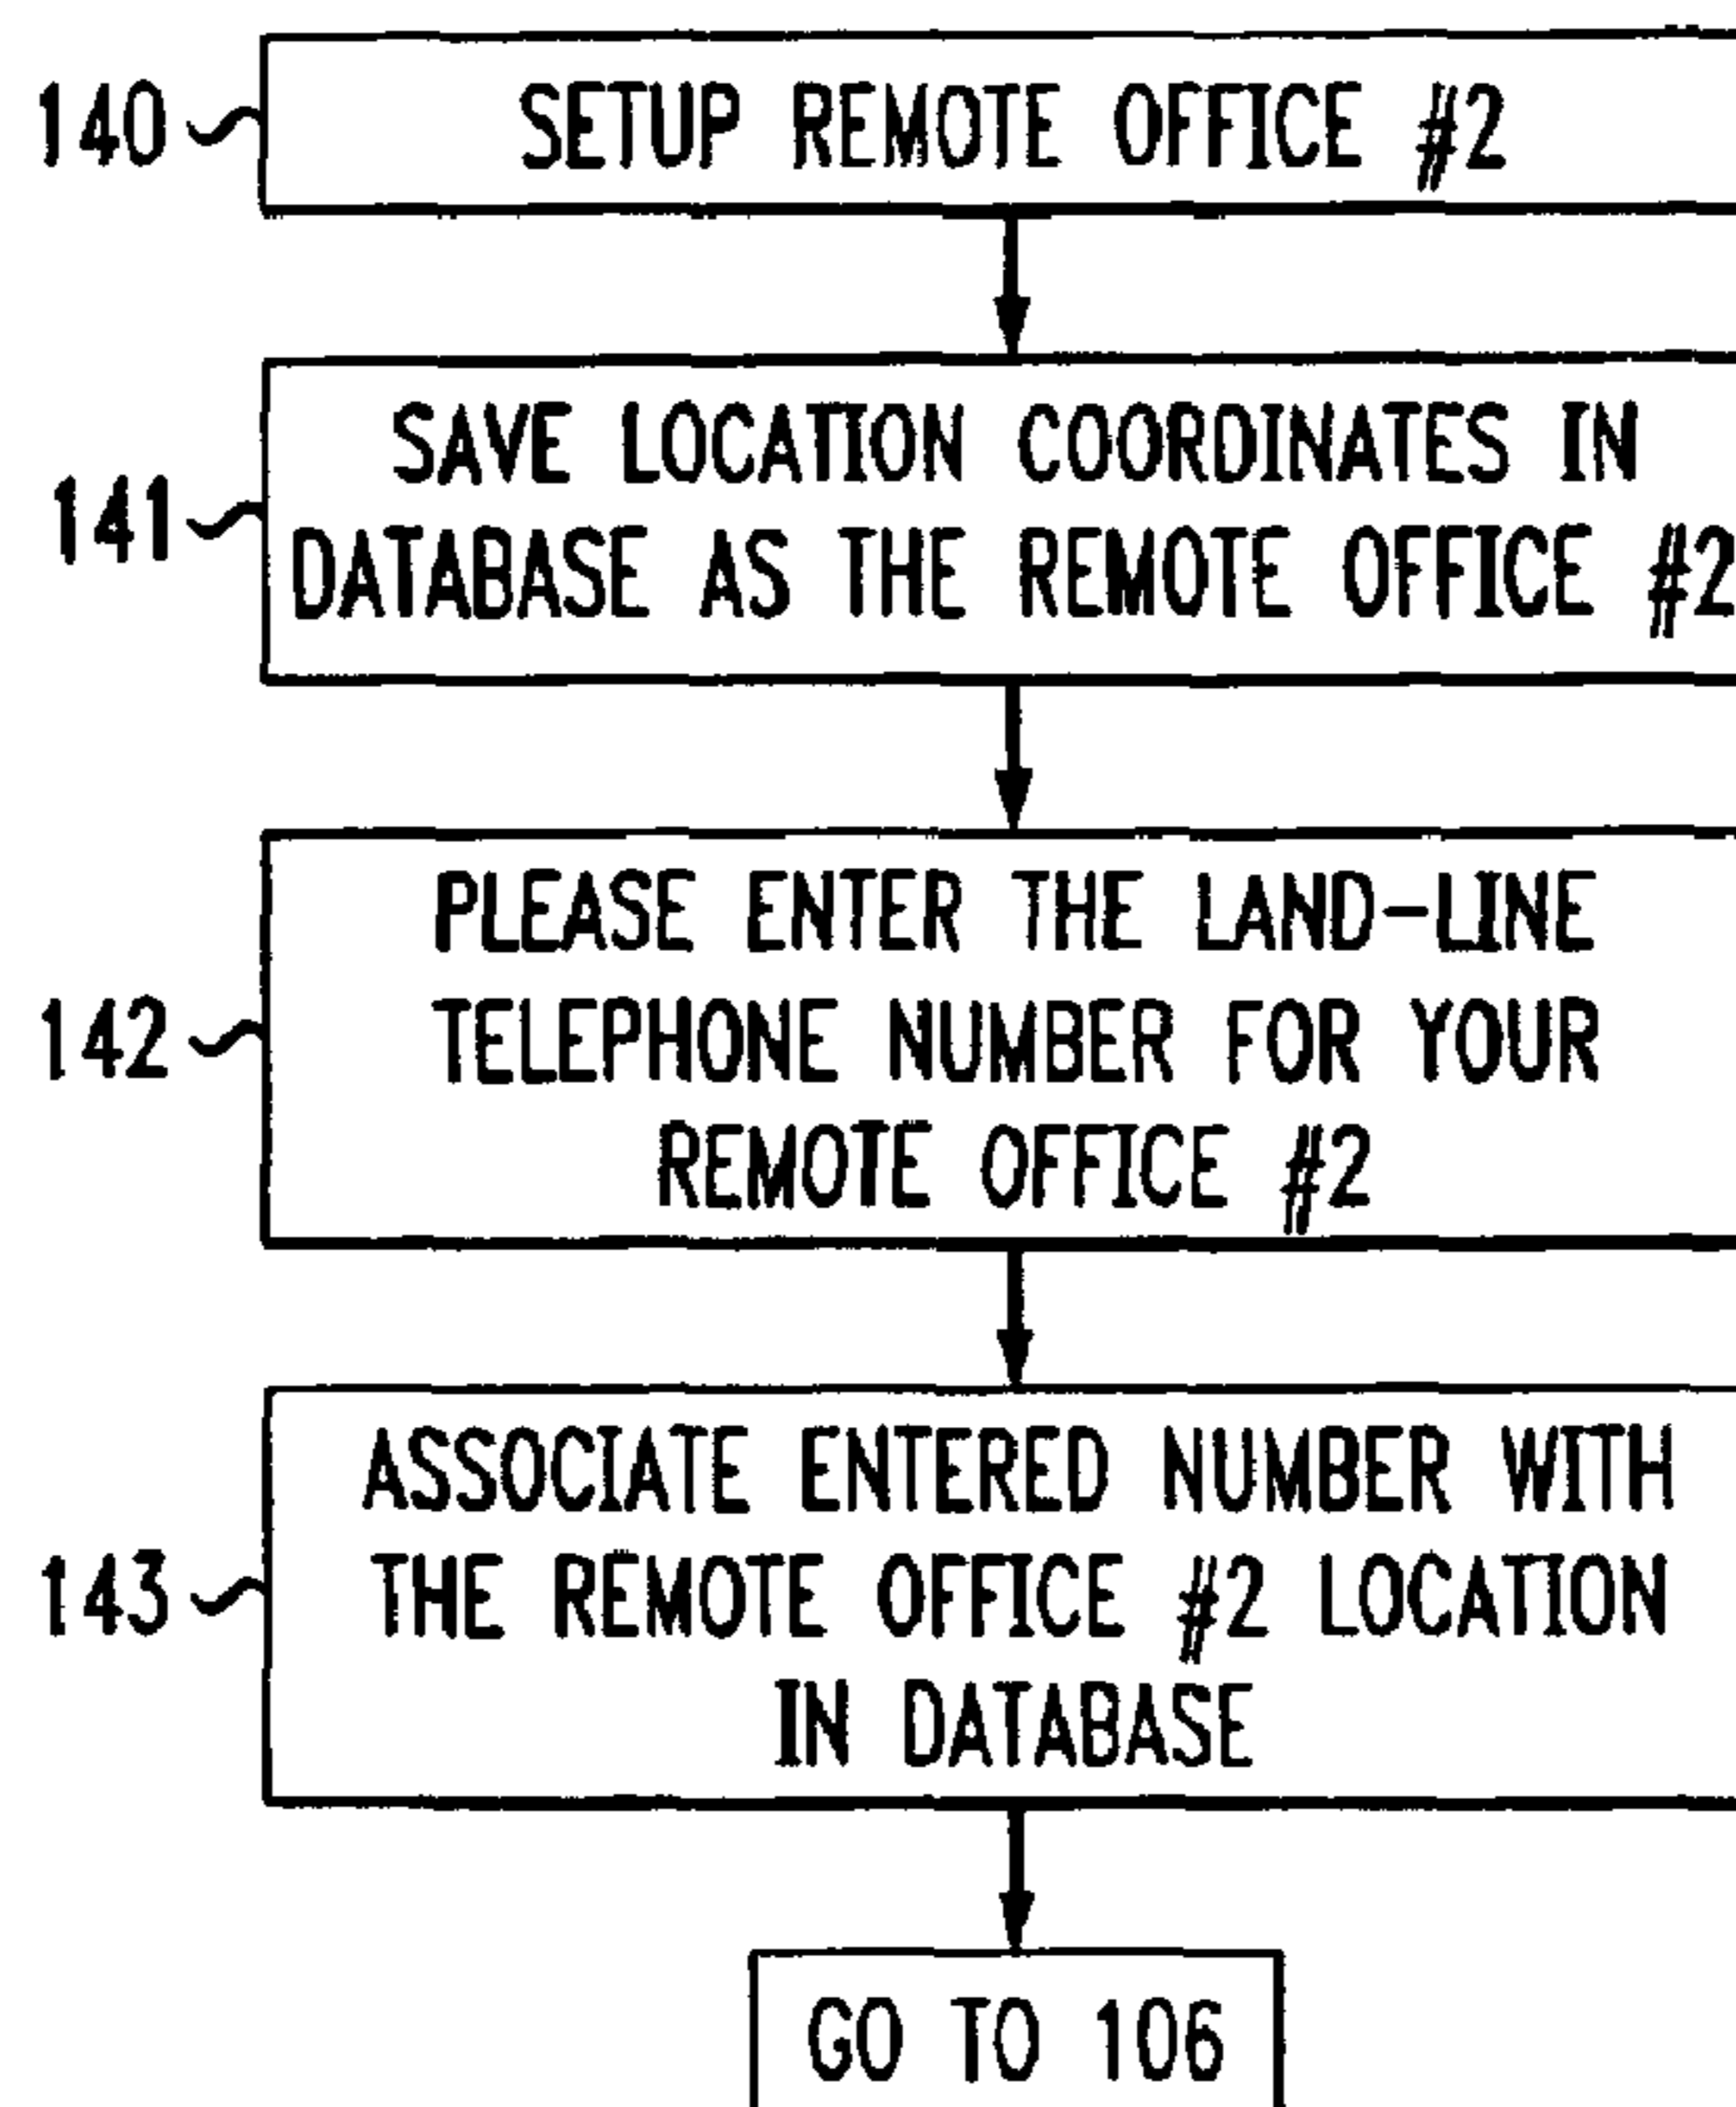 140 SETUP REMOTE OFFICE #2
SAVE LOCATION COORDINATES IN
141
DATABASE AS THE REMOTE OFFICE #2
PLEASE ENTER THE LAND-LINE
142 TELEPHONE NUMBER FOR YOUR
REMOTE OFFICE #2
ASSOCIATE ENTERED NUMBER WITH
143 THE REMOTE OFFICE #2 LOCATION
IN DATABASE
GO TO 106